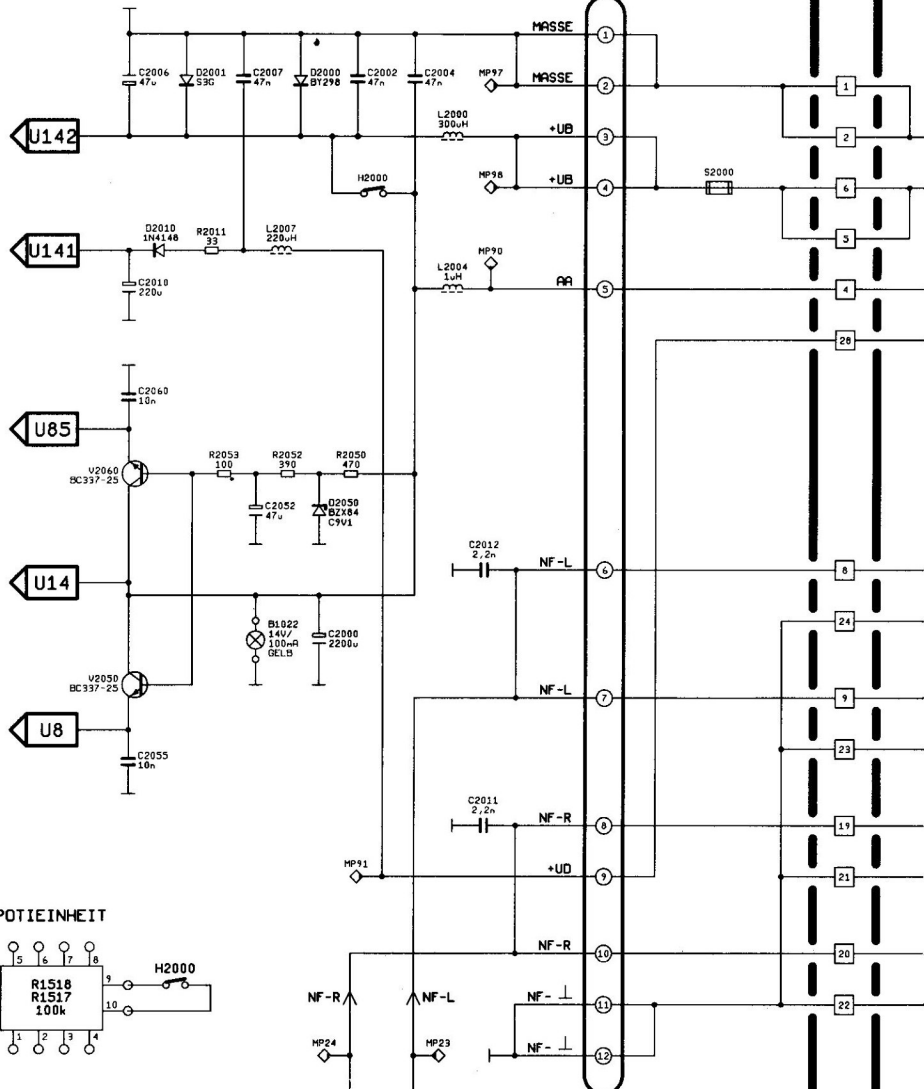 MASSE
1
C2006
47u
D2001
S3G
C2007
47n
D2000
BY298
C2002
47n
C2004
47n
MP97
MASSE
2
1
U142
L2000
300uH
+UB
3
2
H2000
MP98
+UB
4
S2000
6
U141
D2010
1N4148
R2011
33
L2007
220uH
MP90
5
C2010
220u
L2004
1uH
AA
5
4
28
C2060
10n
U85
V2060
BC337-25
R2053
100
R2052
390
R2050
470
C2052
47u
D2050
BZX84
C9V1
C2012
2,2n
NF-L
6
8
U14
B1022
14V/
100mA
GELB
C2000
2200u
24
V2050
BC337-25
NF-L
7
9
U8
23
C2055
10n
C2011
2,2n
NF-R
8
19
MP91
+UD
9
21
POTIEINHEIT
NF-R
10
20
5
6
7
8
R1518
R1517
100k
9
10
H2000
1
2
3
4
NF-R
NF-L
NF- ⊥
11
22
MP24
MP23
NF- ⊥
12